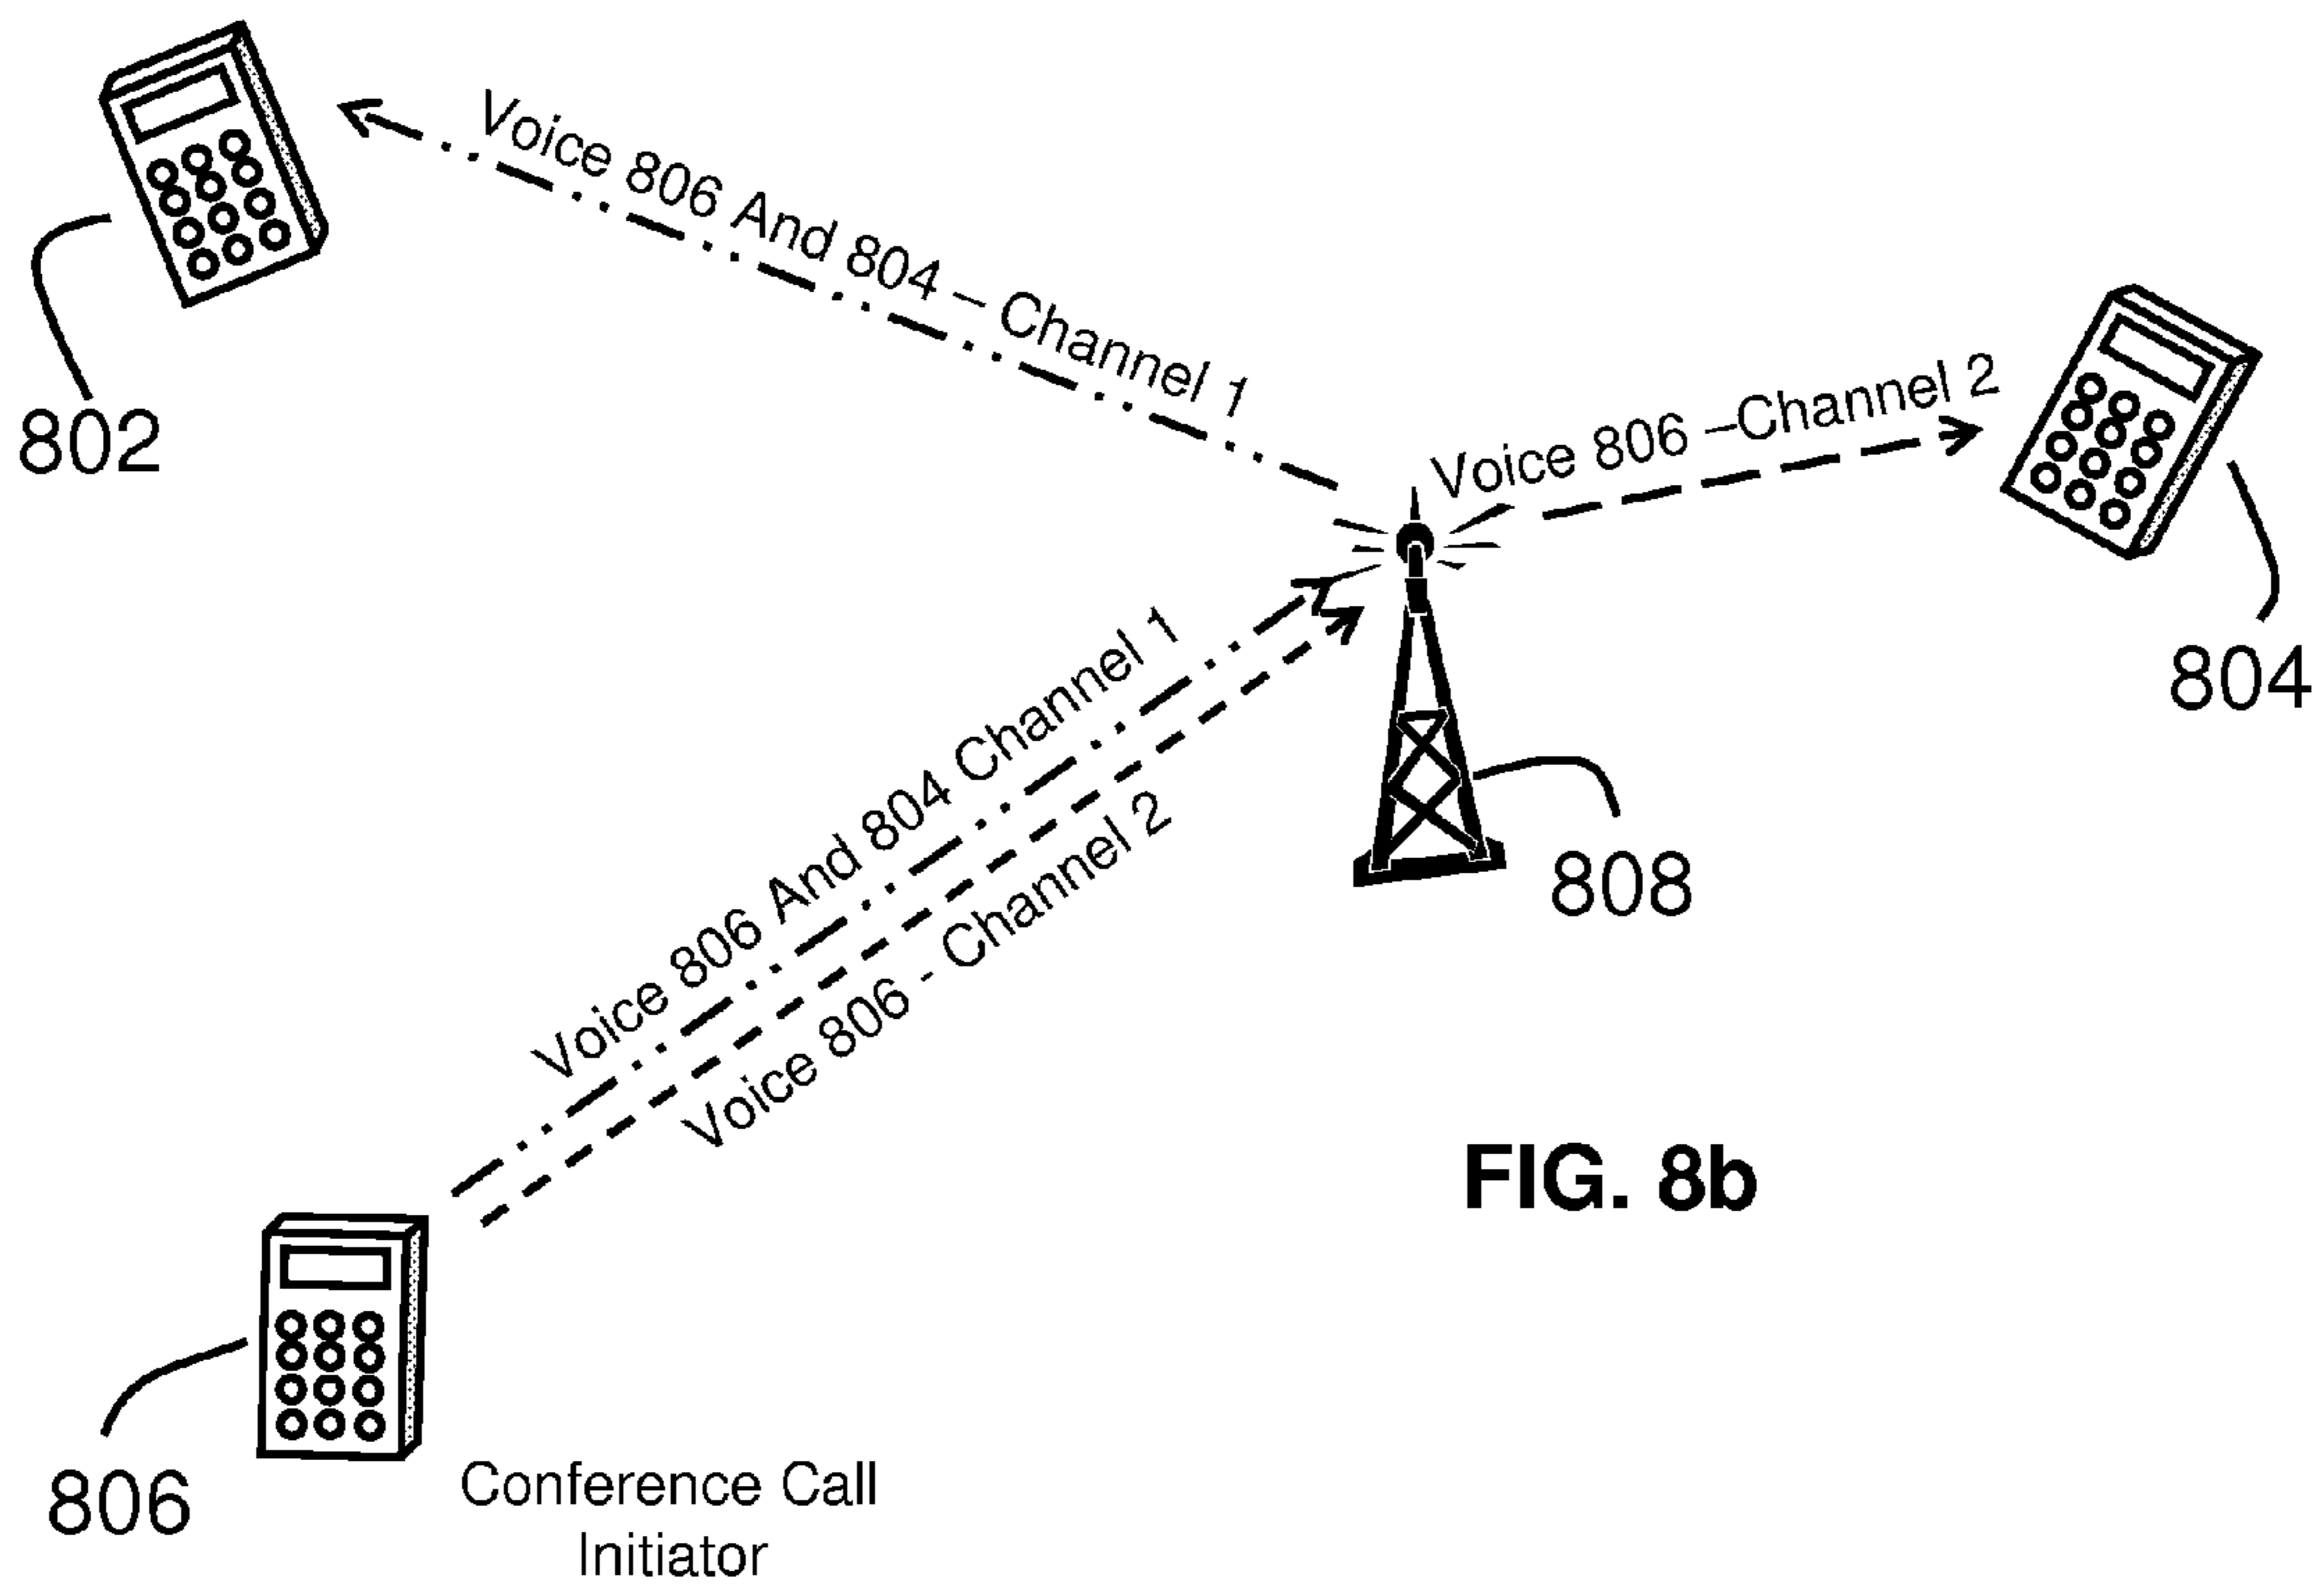 Voice 806 And 804 – Channel 1
802
Voice 806 –Channel 2
804
Voice 806 And 804 Channel 1
Voice 806 - Channel 2
808
FIG. 8b
806
Conference Call
Initiator